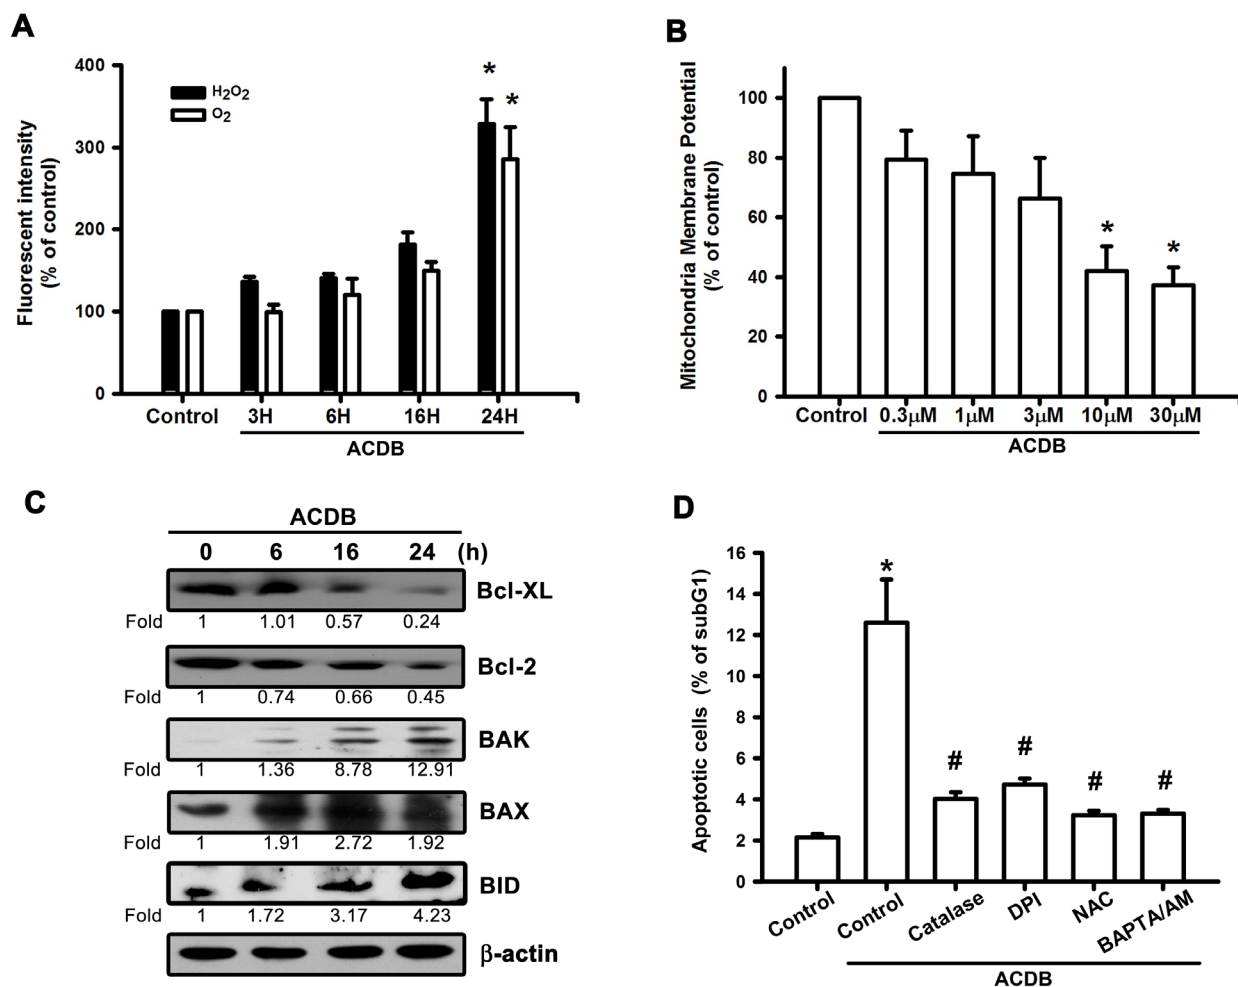 A
400
300
200
100
0
Fluorescent intensity
(% of control)
H2O2
O2
*
*
Control 3H 6H 16H 24H
ACDB
B
100
80
60
40
20
0
Mitochondria Membrane Potential
(% of control)
*
*
Control 0.3µM 1µM 3µM 10µM 30µM
ACDB
C
ACDB
0 6 16 24 (h)
Bcl-XL
Fold 1 1.01 0.57 0.24
Bcl-2
Fold 1 0.74 0.66 0.45
BAK
Fold 1 1.36 8.78 12.91
BAX
Fold 1 1.91 2.72 1.92
BID
Fold 1 1.72 3.17 4.23
β-actin
D
16
14
12
10
8
6
4
2
0
Apoptotic cells (% of subG1)
*
# # # #
Control Control Catalase DPI NAC BAPTA/AM
ACDB